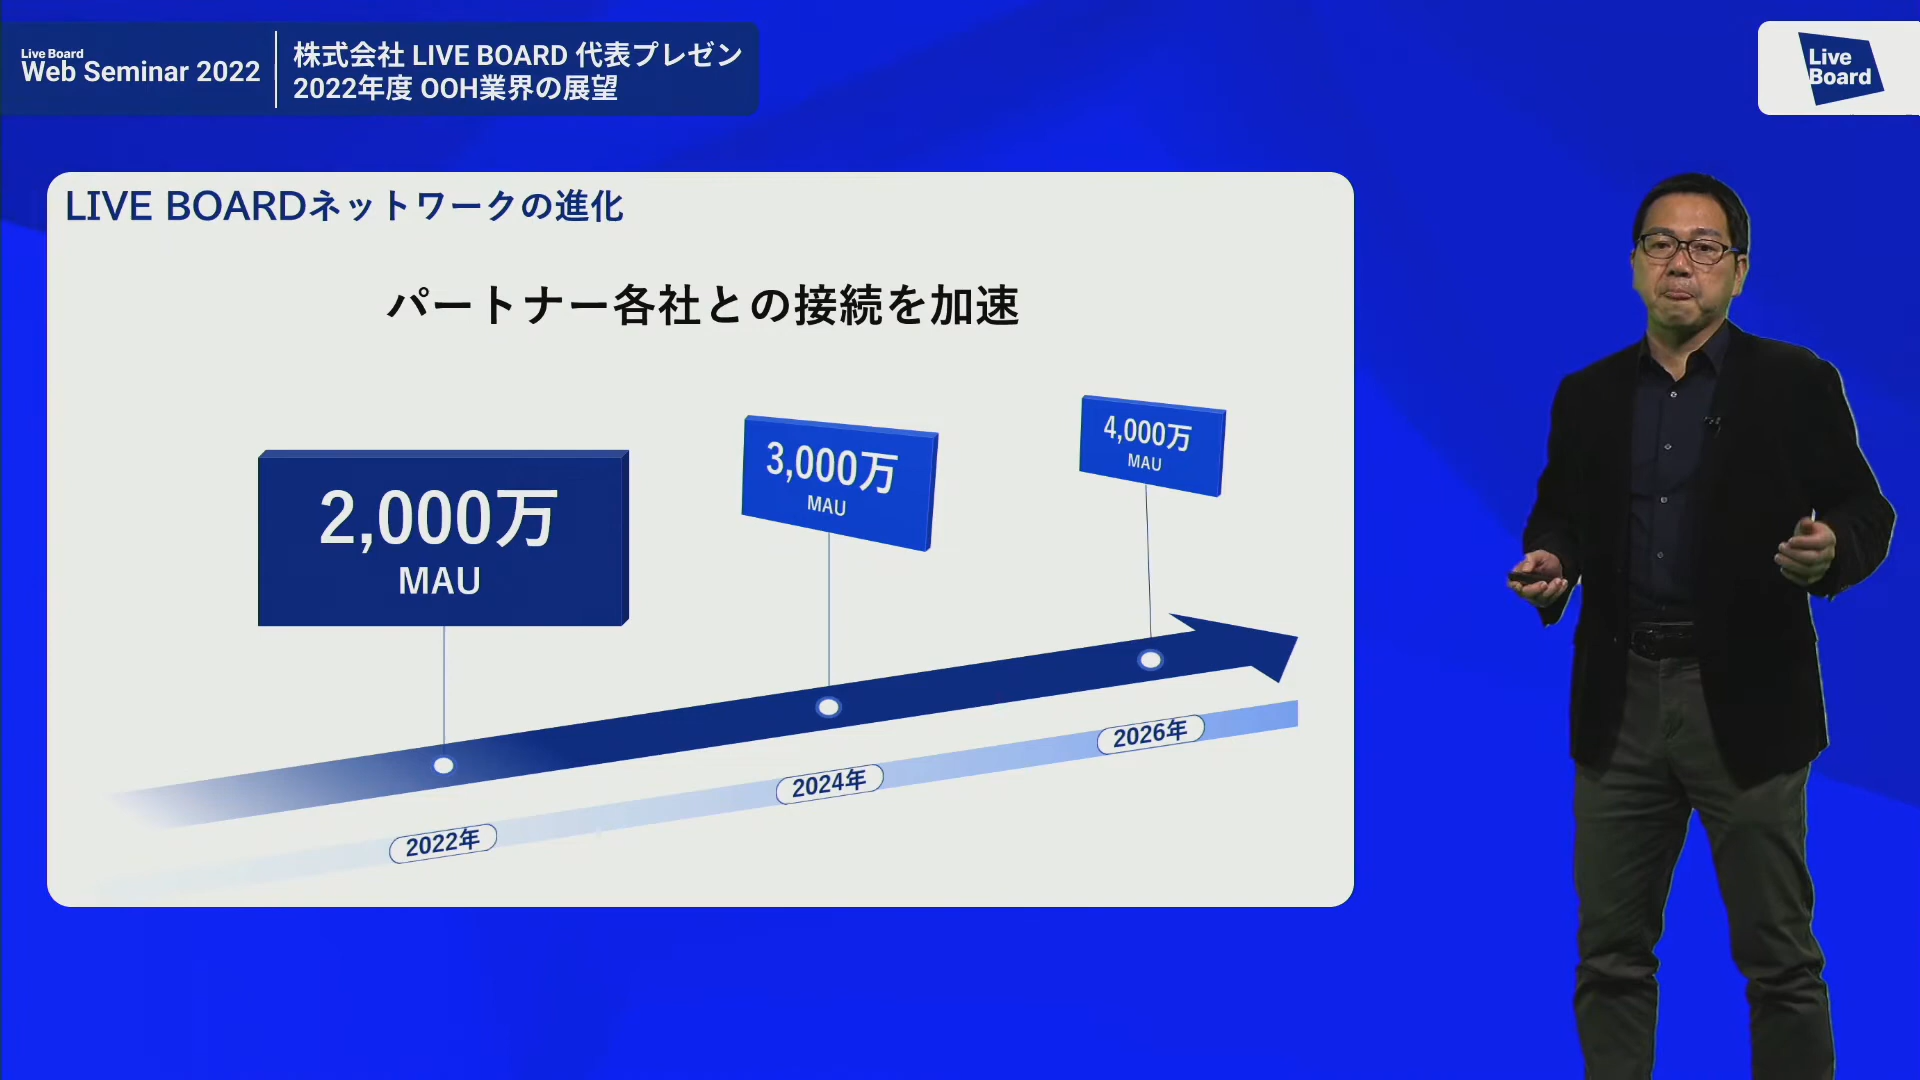 Live Board
Web Seminar 2022
株式会社 LIVE BOARD 代表プレゼン
2022年度 OOH業界の展望
Live
Board
LIVE BOARDネットワークの進化
パートナー各社との接続を加速
2,000万
MAU
3,000万
MAU
4,000万
MAU
2022年
2024年
2026年